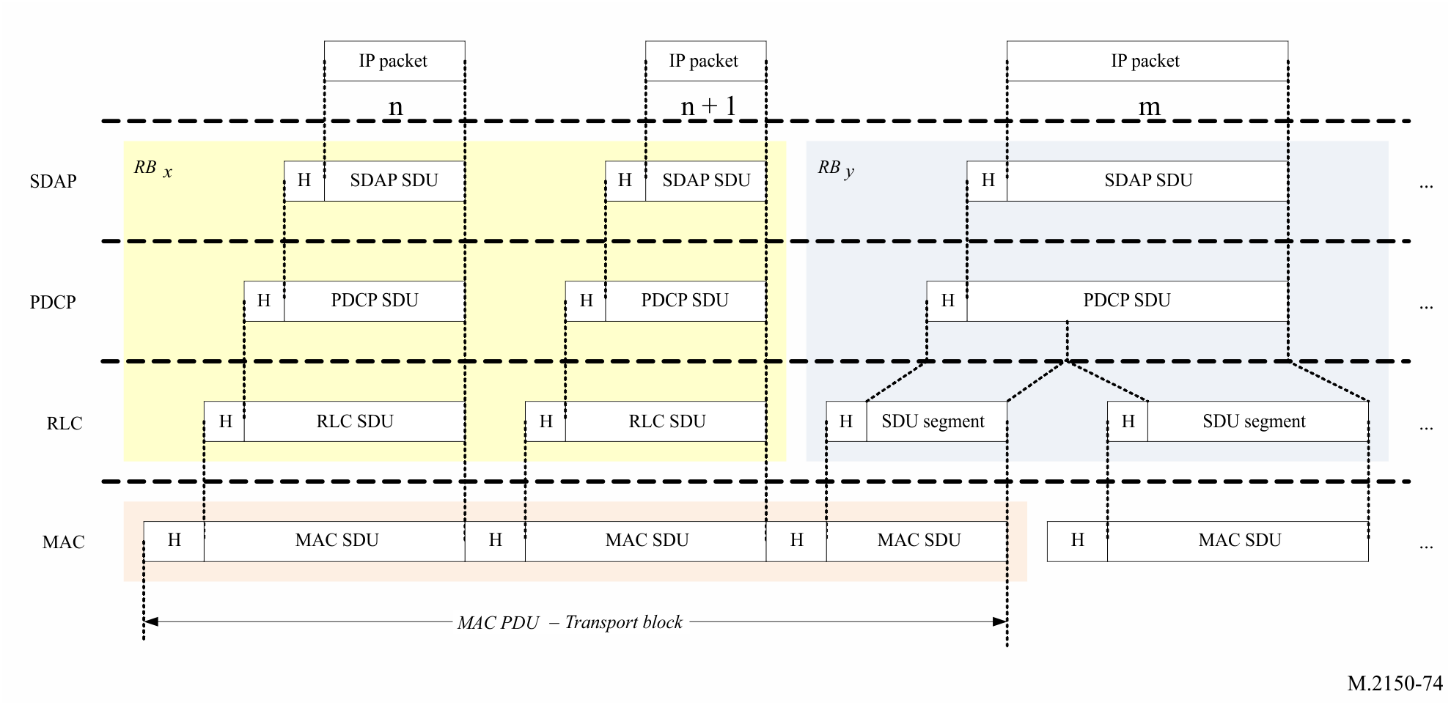 IP packet IP packet IP packet
n n + 1 m
RB x RB y
SDAP H SDAP SDU H SDAP SDU H SDAP SDU ...
PDCP H PDCP SDU H PDCP SDU H PDCP SDU ...
RLC H RLC SDU H RLC SDU H SDU segment H SDU segment ...
MAC H MAC SDU H MAC SDU H MAC SDU H MAC SDU ...
MAC PDU – Transport block
M.2150-74